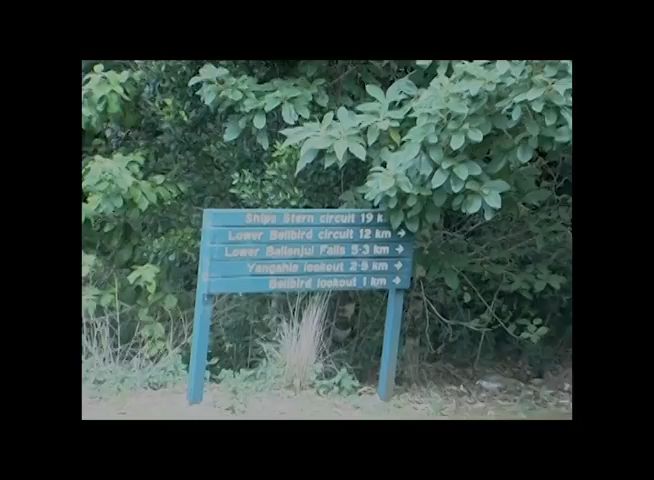 Ships Stern circuit 19 k
Lower Bellbird circuit 12 km →
Lower Ballanjui Falls 5·3 km →
Yangahla lookout 2·5 km →
Bellbird lookout 1 km →